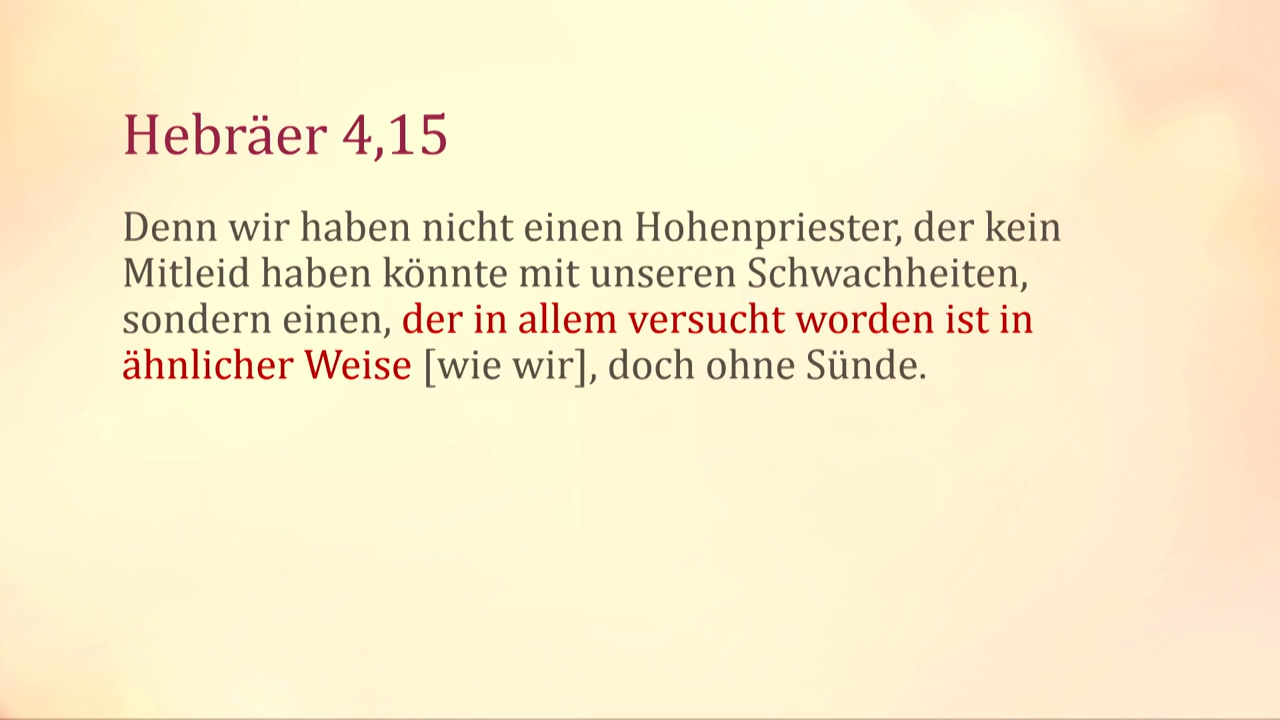 Hebräer 4,15
Denn wir haben nicht einen Hohenpriester, der kein
Mitleid haben könnte mit unseren Schwachheiten,
sondern einen, der in allem versucht worden ist in
ähnlicher Weise [wie wir], doch ohne Sünde.